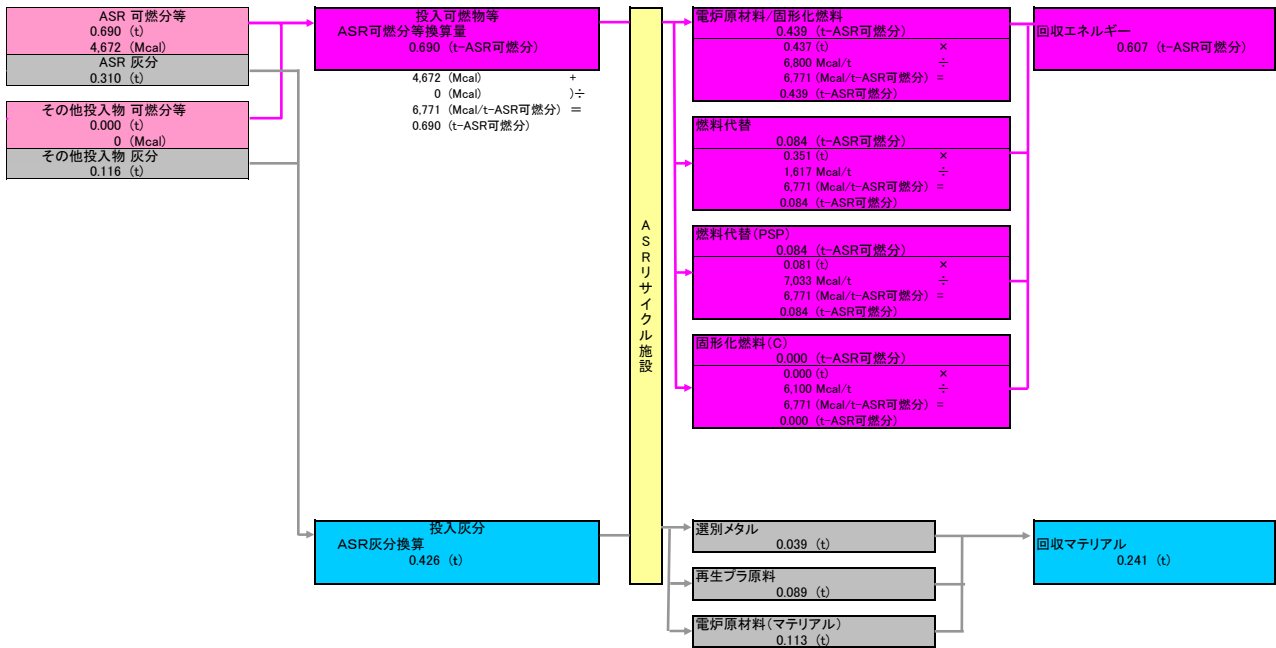 ASR 可燃分等
0.690 (t)
4,672 (Mcal)
ASR 灰分
0.310 (t)
その他投入物 可燃分等
0.000 (t)
0 (Mcal)
その他投入物 灰分
0.116 (t)
投入可燃物等
ASR可燃分等換算量
0.690 (t-ASR可燃分)
4,672 (Mcal) +
0 (Mcal) )÷
6,771 (Mcal/t-ASR可燃分) =
0.690 (t-ASR可燃分)
投入灰分
ASR灰分換算
0.426 (t)
ASRリサイクル施設
電炉原材料/固形化燃料
0.439 (t-ASR可燃分)
0.437 (t) ×
6,800 Mcal/t ÷
6,771 (Mcal/t-ASR可燃分) =
0.439 (t-ASR可燃分)
燃料代替
0.084 (t-ASR可燃分)
0.351 (t) ×
1,617 Mcal/t ÷
6,771 (Mcal/t-ASR可燃分) =
0.084 (t-ASR可燃分)
燃料代替(PSP)
0.084 (t-ASR可燃分)
0.081 (t) ×
7,033 Mcal/t ÷
6,771 (Mcal/t-ASR可燃分) =
0.084 (t-ASR可燃分)
固形化燃料(C)
0.000 (t-ASR可燃分)
0.000 (t) ×
6,100 Mcal/t ÷
6,771 (Mcal/t-ASR可燃分) =
0.000 (t-ASR可燃分)
選別メタル
0.039 (t)
再生プラ原料
0.089 (t)
電炉原材料(マテリアル)
0.113 (t)
回収エネルギー
0.607 (t-ASR可燃分)
回収マテリアル
0.241 (t)